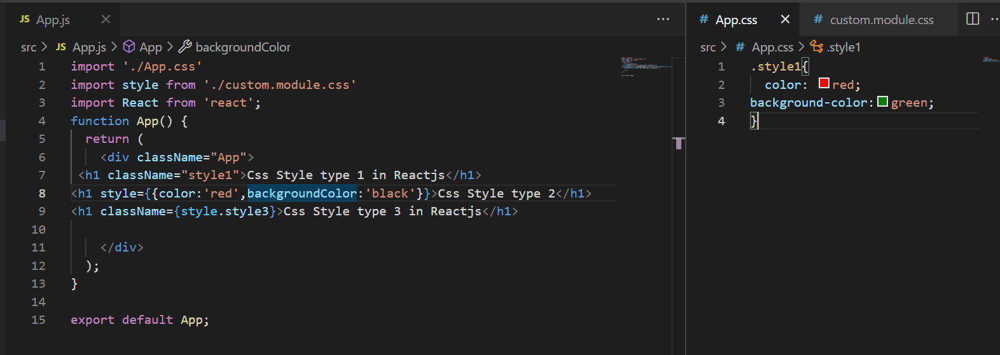 JS App.js ×
...
src > JS App.js > App > backgroundColor
1 import './App.css'
2 import style from './custom.module.css'
3 import React from 'react';
4 function App() {
5   return (
6     <div className="App">
7  <h1 className="style1">Css Style type 1 in Reactjs</h1>
8 <h1 style={{color:'red',backgroundColor:'black'}}>Css Style type 2</h1>
9 <h1 className={style.style3}>Css Style type 3 in Reactjs</h1>
10
11     </div>
12   );
13 }
14
15 export default App;
# App.css × # custom.module.css
src > # App.css > .style1
1 .style1{
2   color: red;
3 background-color:green;
4 }